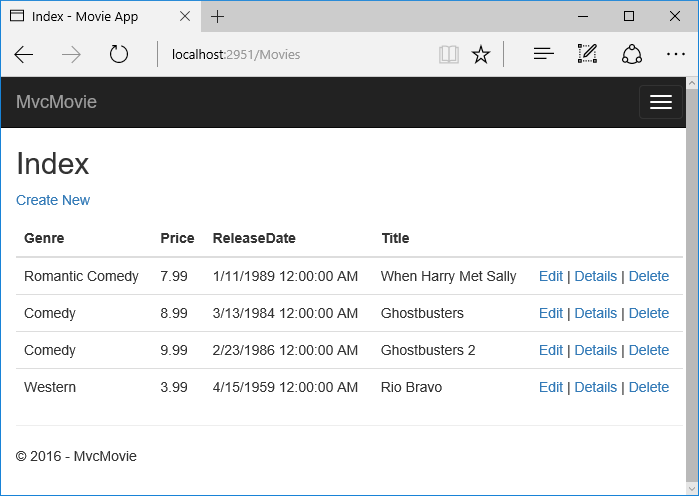 Index - Movie App
localhost:2951/Movies
MvcMovie
Index
Create New
Genre Price ReleaseDate Title
Romantic Comedy 7.99 1/11/1989 12:00:00 AM When Harry Met Sally Edit | Details | Delete
Comedy 8.99 3/13/1984 12:00:00 AM Ghostbusters Edit | Details | Delete
Comedy 9.99 2/23/1986 12:00:00 AM Ghostbusters 2 Edit | Details | Delete
Western 3.99 4/15/1959 12:00:00 AM Rio Bravo Edit | Details | Delete
© 2016 - MvcMovie